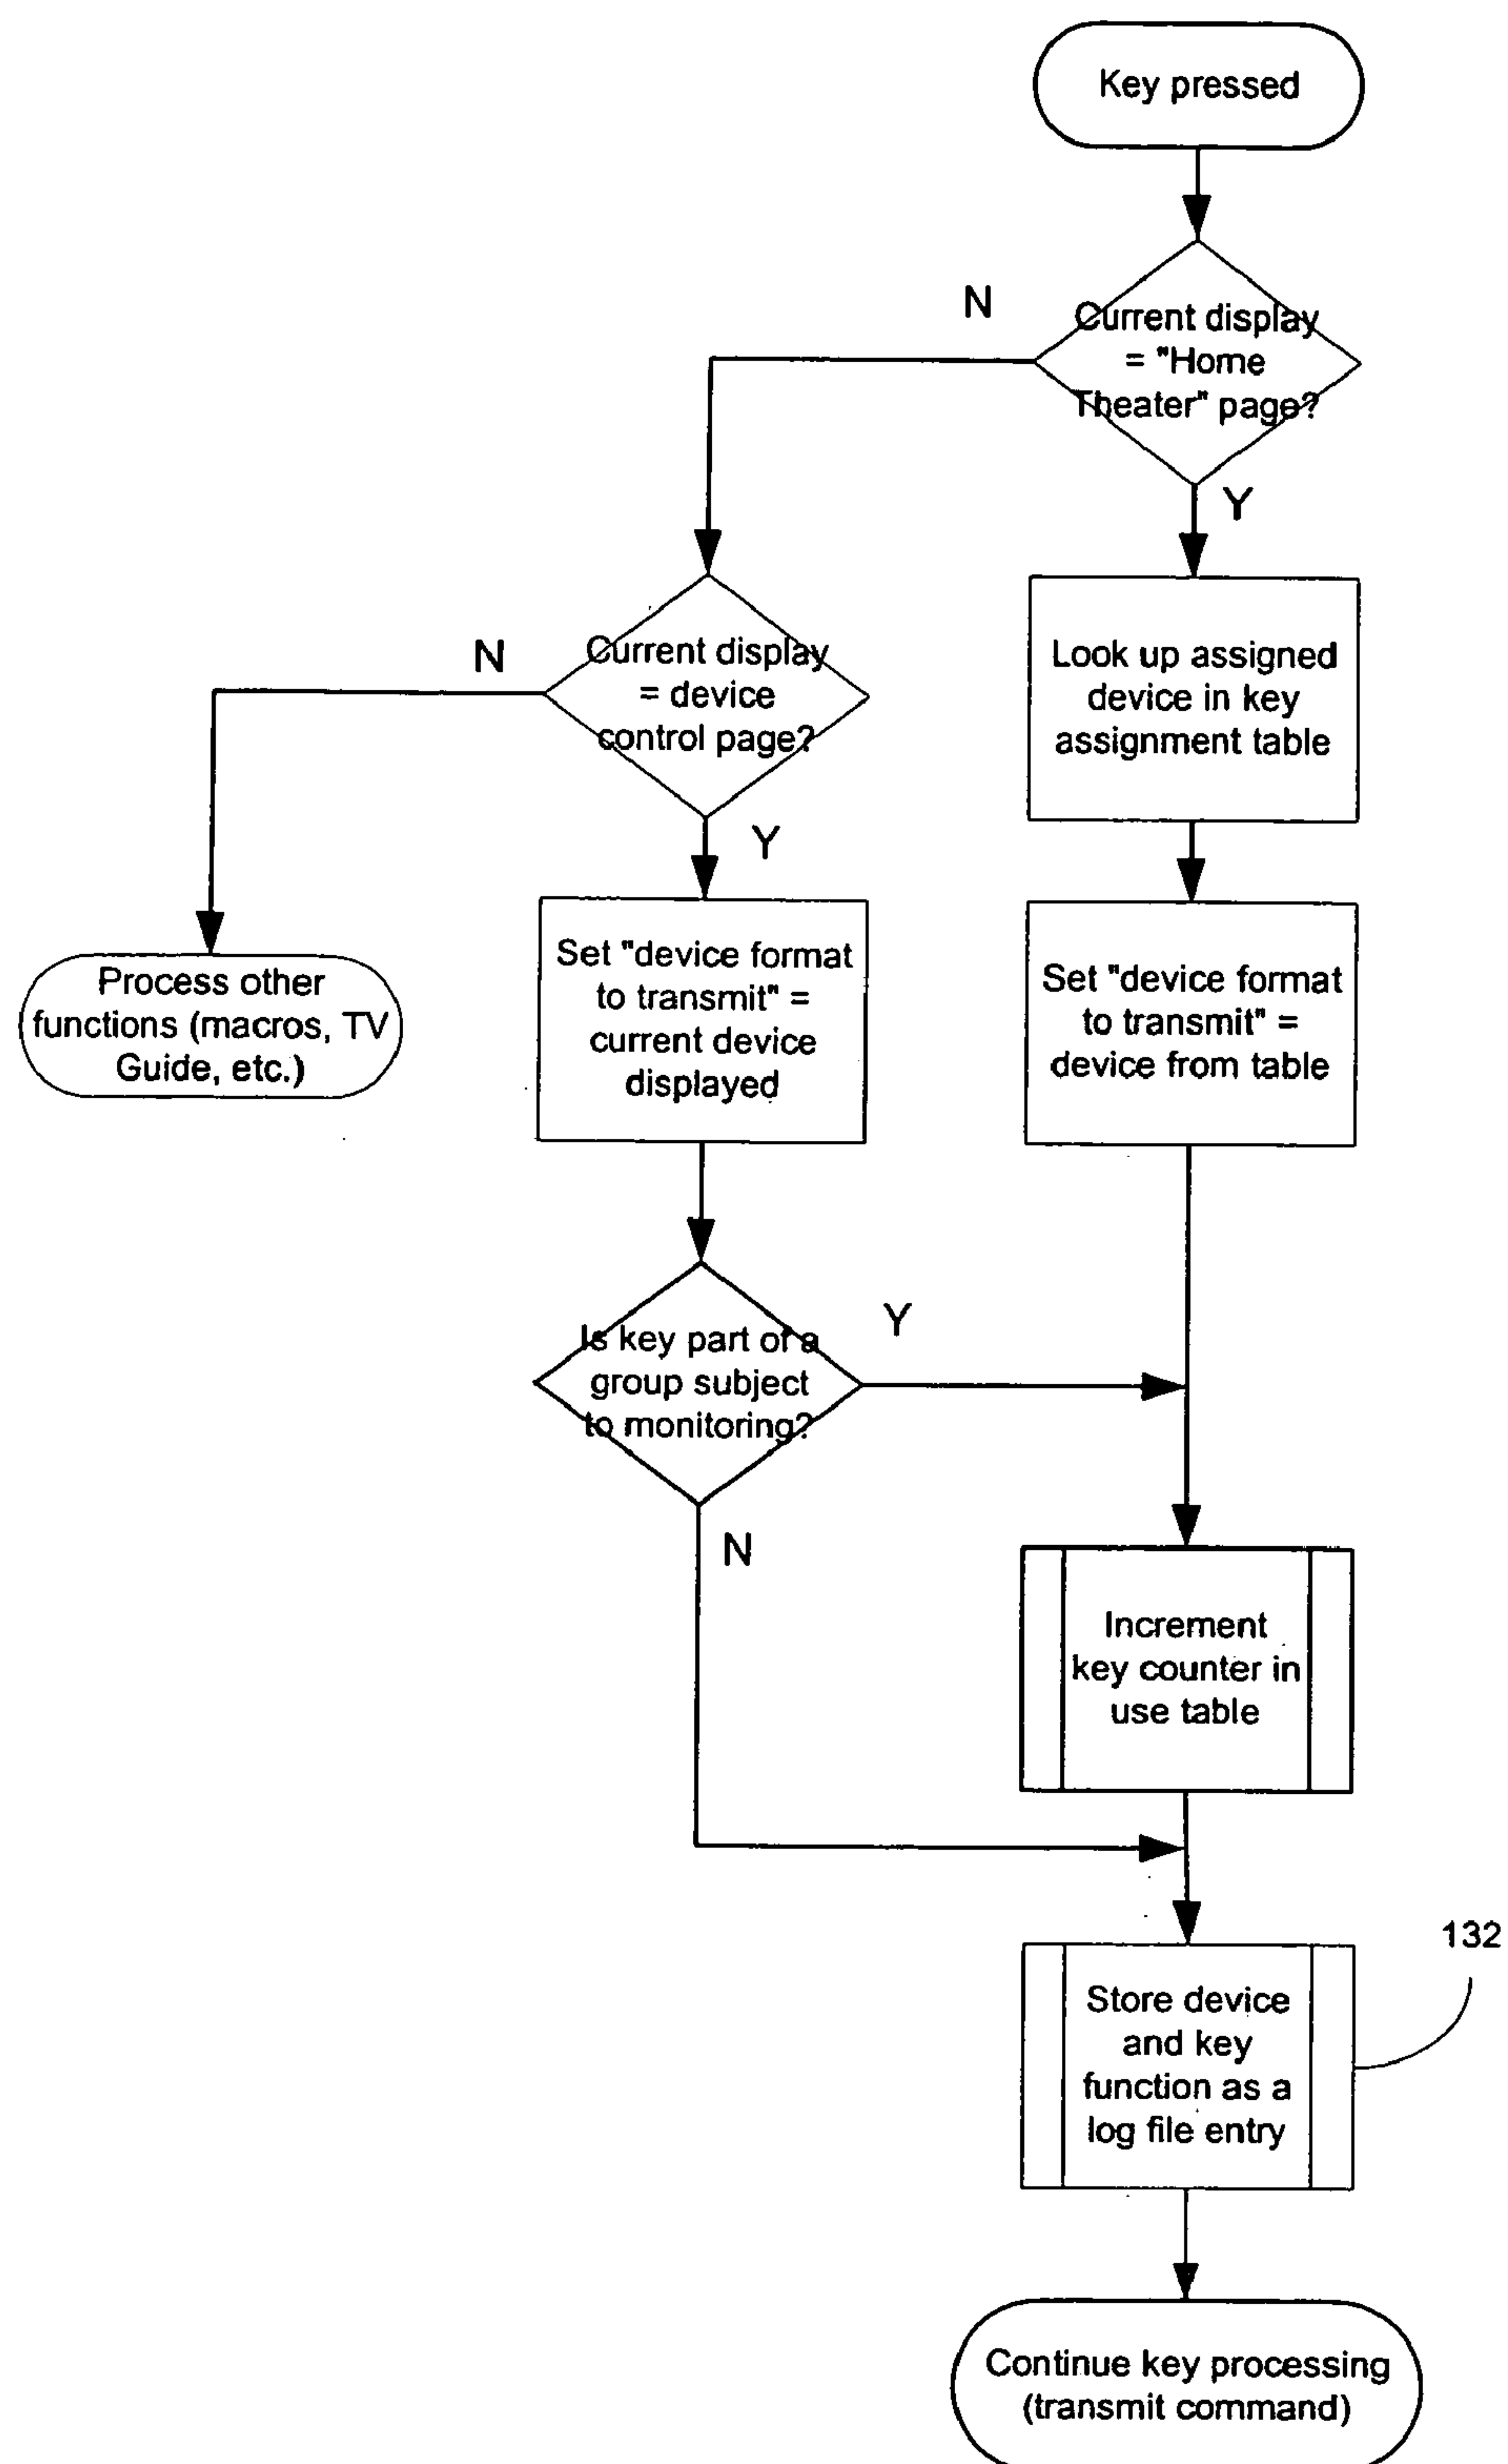 Key pressed
N
Current display
= "Home
Theater" page?
Y
N
Current display
= device
control page?
Look up assigned
device in key
assignment table
Y
Process other
functions (macros, TV
Guide, etc.)
Set "device format
to transmit" =
current device
displayed
Set "device format
to transmit" =
device from table
Is key part of a
group subject
to monitoring?
Y
N
Increment
key counter in
use table
132
Store device
and key
function as a
log file entry
Continue key processing
(transmit command)